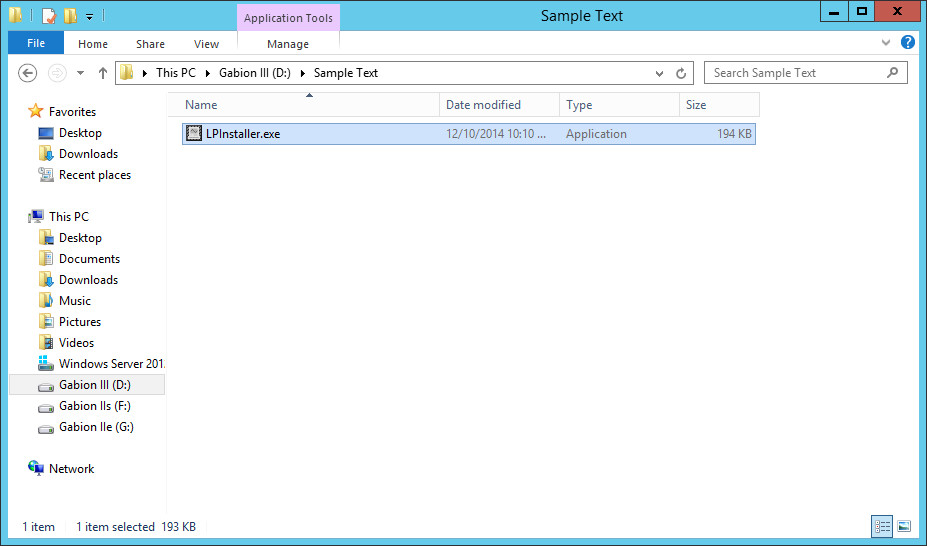 Application Tools
Sample Text
File Home Share View Manage
This PC Gabion III (D:) Sample Text
Search Sample Text
Name Date modified Type Size
LPInstaller.exe 12/10/2014 10:10 ... Application 194 KB
Favorites
Desktop
Downloads
Recent places
This PC
Desktop
Documents
Downloads
Music
Pictures
Videos
Windows Server 201
Gabion III (D:)
Gabion IIs (F:)
Gabion IIe (G:)
Network
1 item 1 item selected 193 KB